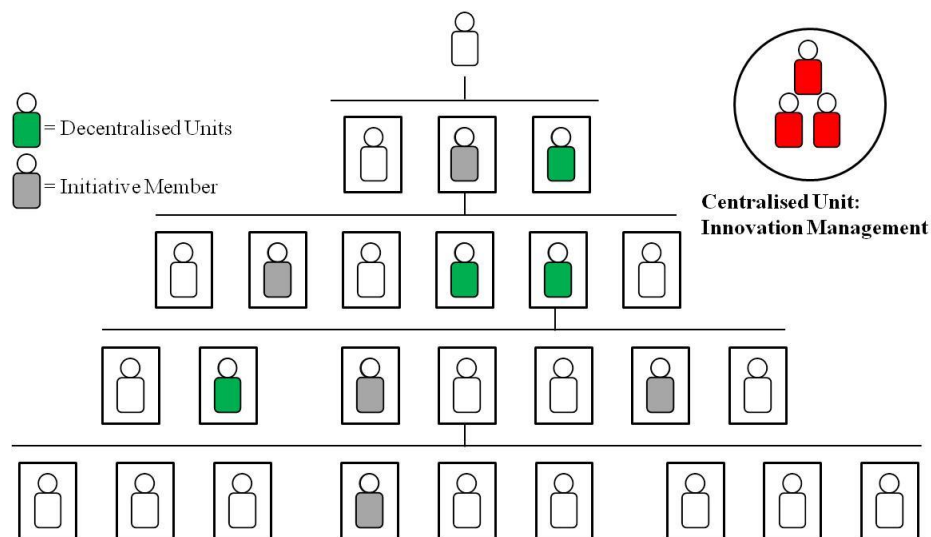 = Decentralised Units
= Initiative Member
Centralised Unit:
Innovation Management